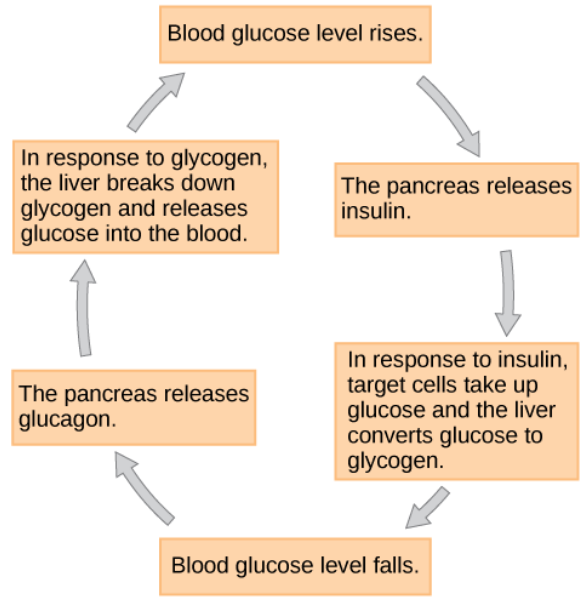 Blood glucose level rises.
The pancreas releases
insulin.
In response to insulin,
target cells take up
glucose and the liver
converts glucose to
glycogen.
Blood glucose level falls.
The pancreas releases
glucagon.
In response to glycogen,
the liver breaks down
glycogen and releases
glucose into the blood.